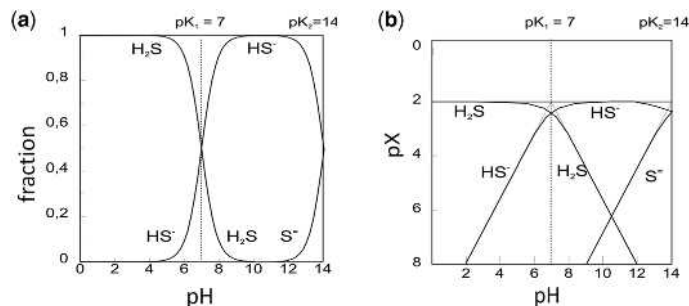 (a)
pK₁ = 7
pK₂=14
1
0,8
0,6
0,4
0,2
0
fraction
H₂S
HS⁻
HS⁻
H₂S
S⁼
0 2 4 6 8 10 12 14
pH
(b)
pK₁ = 7
pK₂=14
0
2
4
6
8
pX
H₂S
HS⁻
HS⁻
H₂S
S⁼
0 2 4 6 8 10 12 14
pH